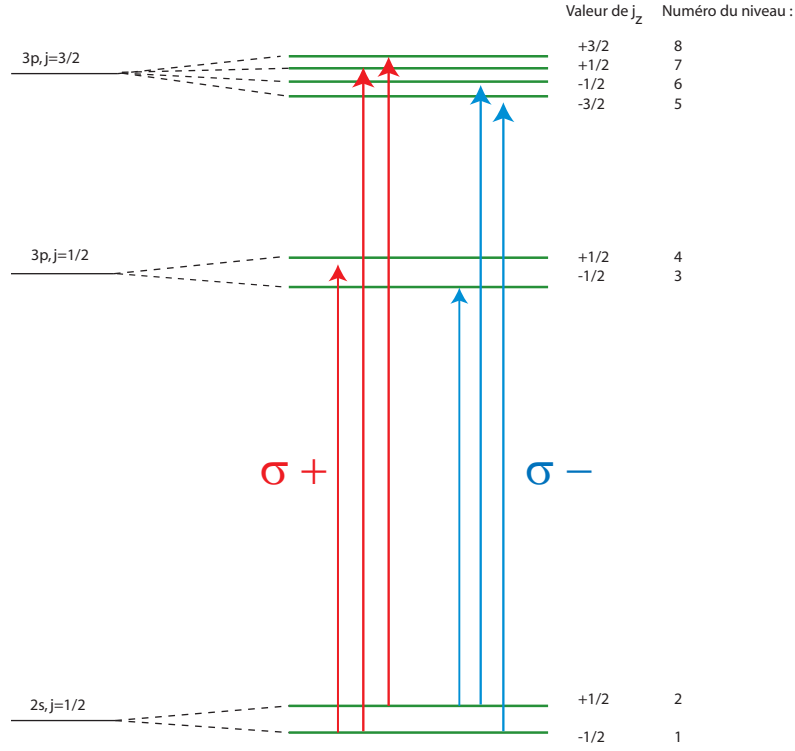 Valeur de jz Numéro du niveau :
3p, j=3/2
+3/2 8
+1/2 7
-1/2 6
-3/2 5
3p, j=1/2
+1/2 4
-1/2 3
σ + σ −
2s, j=1/2
+1/2 2
-1/2 1